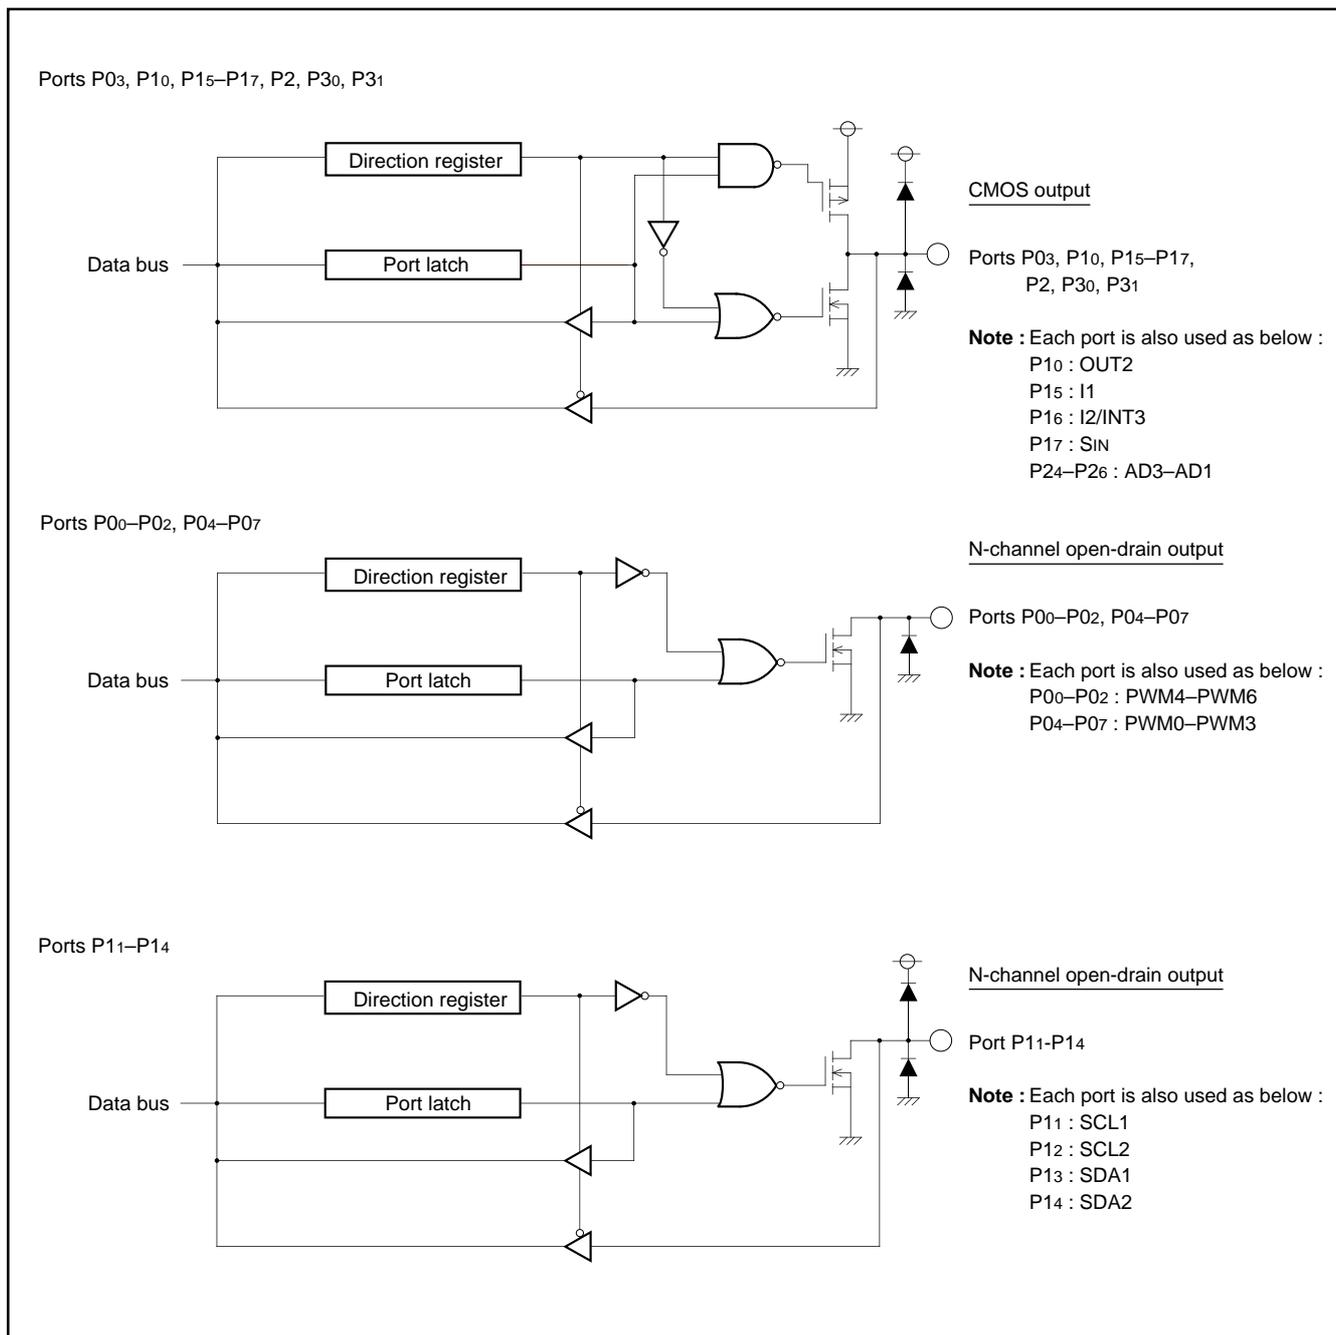 Ports P03, P10, P15–P17, P2, P30, P31
Direction register
CMOS output
Data bus
Port latch
Ports P03, P10, P15–P17,
P2, P30, P31
Note : Each port is also used as below :
P10 : OUT2
P15 : I1
P16 : I2/INT3
P17 : SIN
P24–P26 : AD3–AD1
Ports P00–P02, P04–P07
N-channel open-drain output
Direction register
Ports P00–P02, P04–P07
Data bus
Port latch
Note : Each port is also used as below :
P00–P02 : PWM4–PWM6
P04–P07 : PWM0–PWM3
Ports P11–P14
N-channel open-drain output
Direction register
Port P11-P14
Data bus
Port latch
Note : Each port is also used as below :
P11 : SCL1
P12 : SCL2
P13 : SDA1
P14 : SDA2